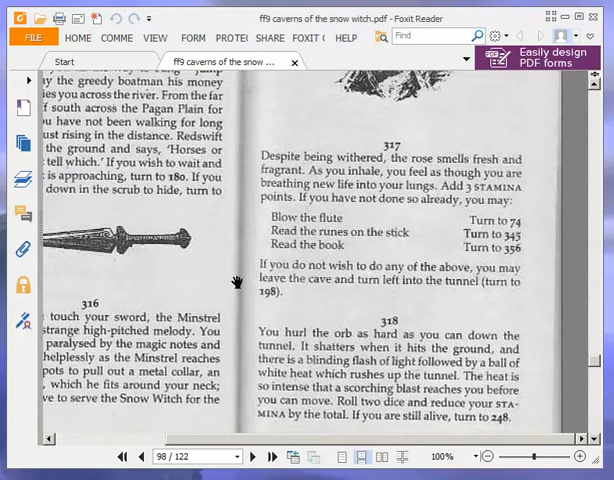 ff9 caverns of the snow witch.pdf - Foxit Reader
FILE HOME COMME VIEW FORM PROTE SHARE FOXIT C HELP Find
Start ff9 caverns of the snow ... Easily design
PDF forms
y the greedy boatman his money
ies you across the river. From the far
f south across the Pagan Plain for
ou have not been walking for long
ust rising in the distance. Redswift
the ground and says, 'Horses or
tell which.' If you wish to wait and
is approaching, turn to 180. If you
down in the scrub to hide, turn to
316
touch your sword, the Minstrel
strange high-pitched melody. You
paralysed by the magic notes and
helplessly as the Minstrel reaches
pots to pull out a metal collar, an
, which he fits around your neck;
ve to serve the Snow Witch for the
317
Despite being withered, the rose smells fresh and
fragrant. As you inhale, you feel as though you are
breathing new life into your lungs. Add 3 STAMINA
points. If you have not done so already, you may:
Blow the flute Turn to 74
Read the runes on the stick Turn to 345
Read the book Turn to 356
If you do not wish to do any of the above, you may
leave the cave and turn left into the tunnel (turn to
198).
318
You hurl the orb as hard as you can down the
tunnel. It shatters when it hits the ground, and
there is a blinding flash of light followed by a ball of
white heat which rushes up the tunnel. The heat is
so intense that a scorching blast reaches you before
you can move. Roll two dice and reduce your STA-
MINA by the total. If you are still alive, turn to 248.
98 / 122 100%